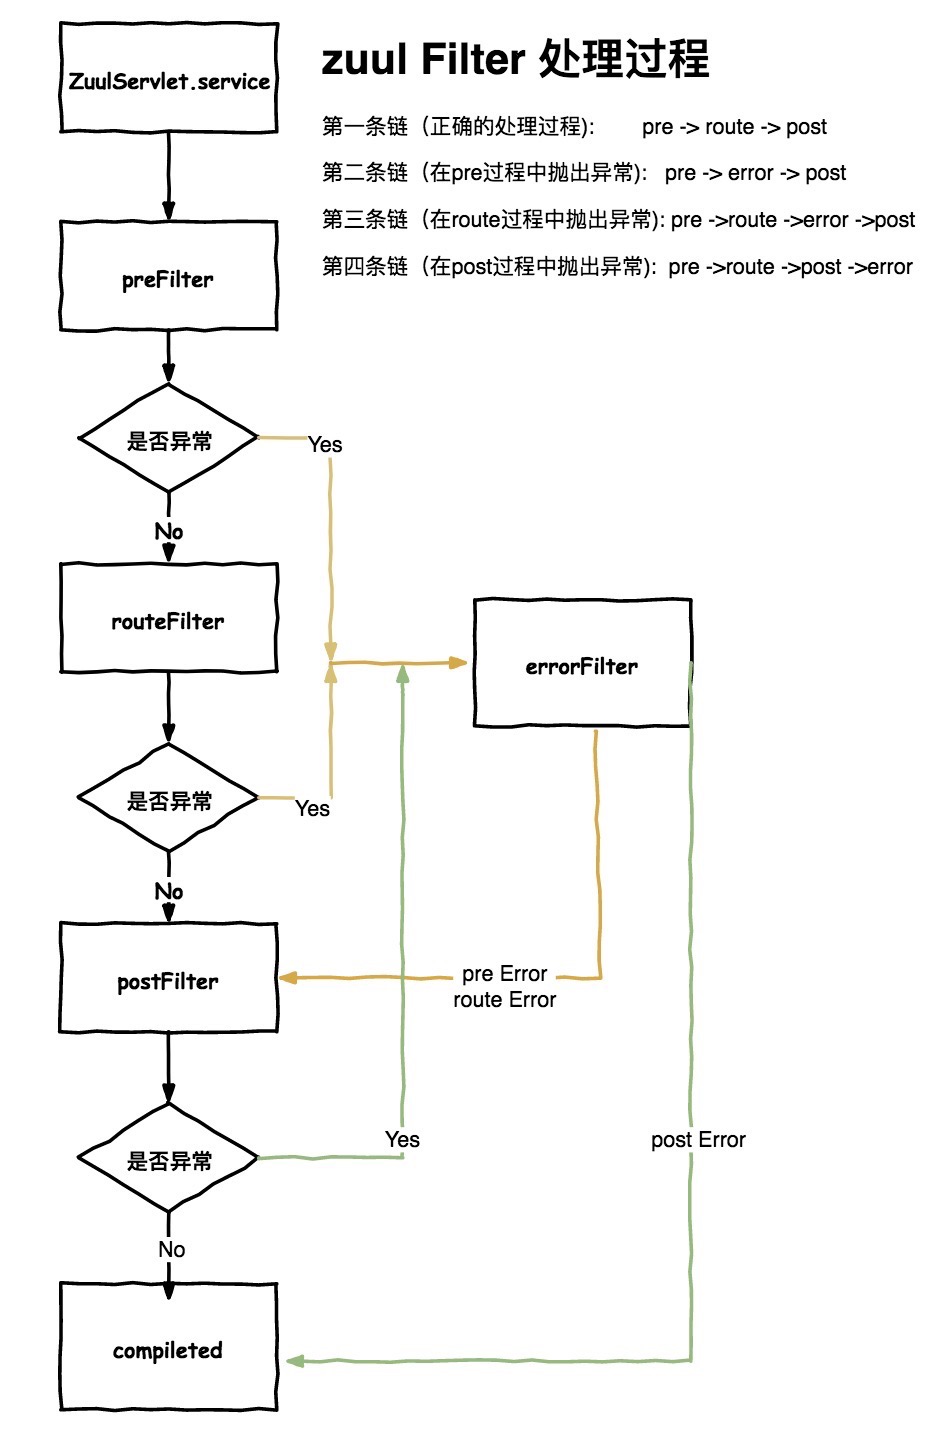 ZuulServlet.service
zuul Filter 处理过程
第一条链（正确的处理过程）: pre -> route -> post
第二条链（在pre过程中抛出异常）: pre -> error -> post
第三条链（在route过程中抛出异常）: pre ->route ->error ->post
第四条链（在post过程中抛出异常）: pre ->route ->post ->error
preFilter
是否异常
Yes
No
routeFilter
errorFilter
是否异常
Yes
No
postFilter
pre Error
route Error
是否异常
Yes
post Error
No
compileted